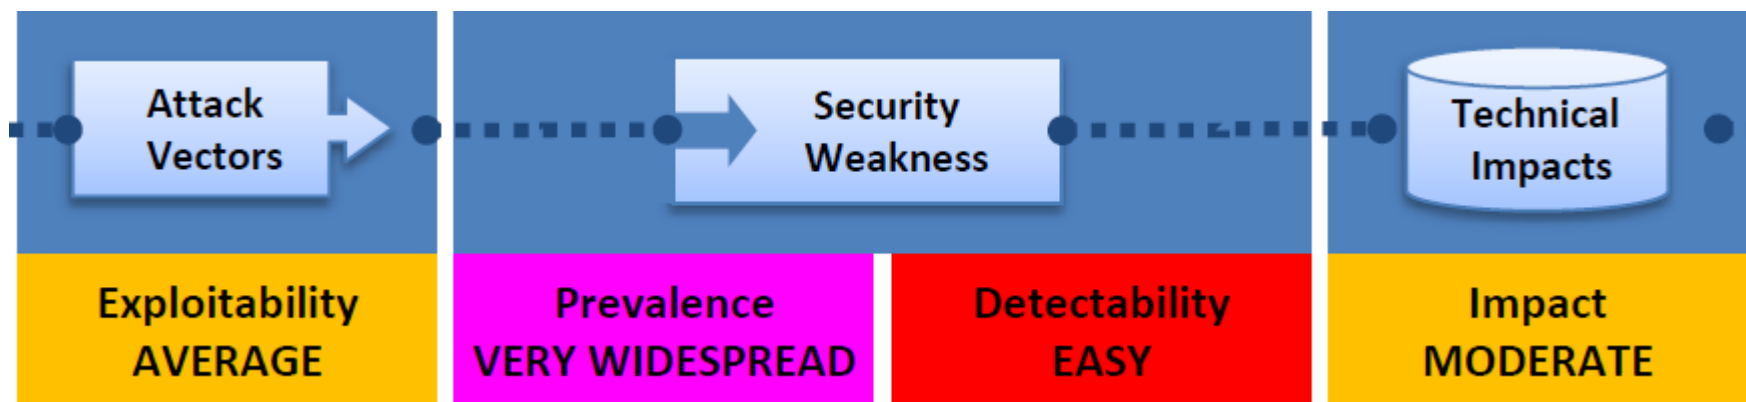 Attack
Vectors
Security
Weakness
Technical
Impacts
Exploitability
AVERAGE
Prevalence
VERY WIDESPREAD
Detectability
EASY
Impact
MODERATE